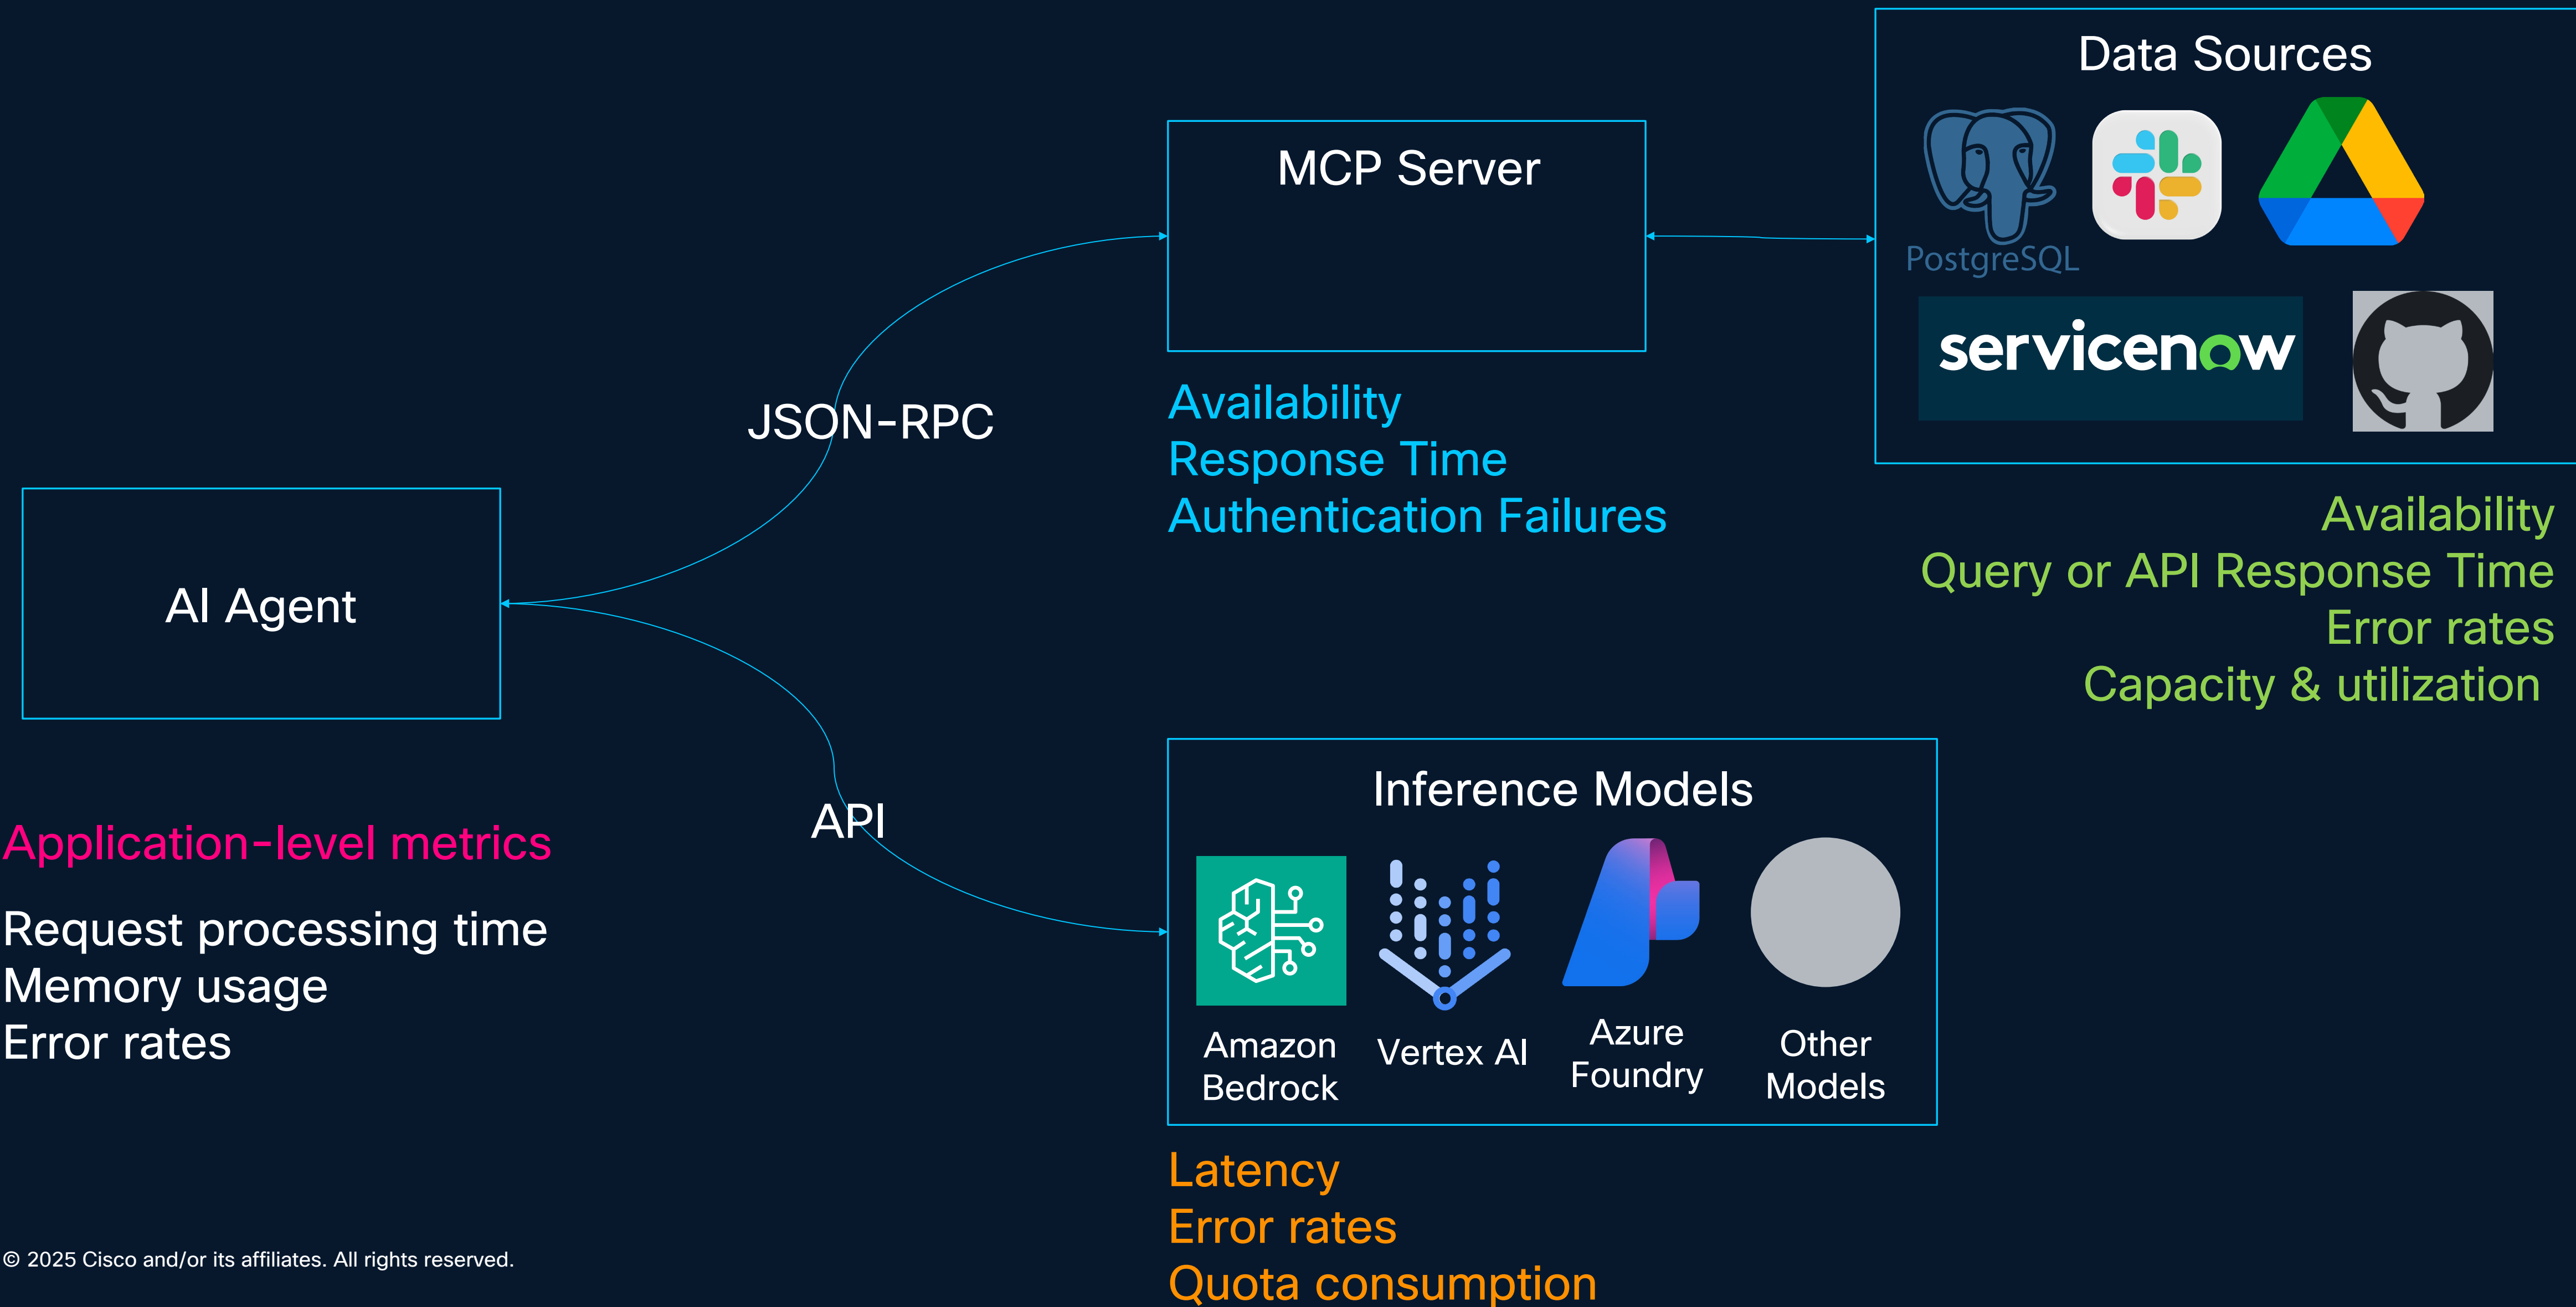 Data Sources
PostgreSQL
servicenow
MCP Server
JSON-RPC
Availability
Response Time
Authentication Failures
Availability
Query or API Response Time
Error rates
Capacity & utilization
AI Agent
Application-level metrics
Request processing time
Memory usage
Error rates
API
Inference Models
Amazon
Bedrock
Vertex AI
Azure
Foundry
Other
Models
Latency
Error rates
Quota consumption
© 2025 Cisco and/or its affiliates. All rights reserved.